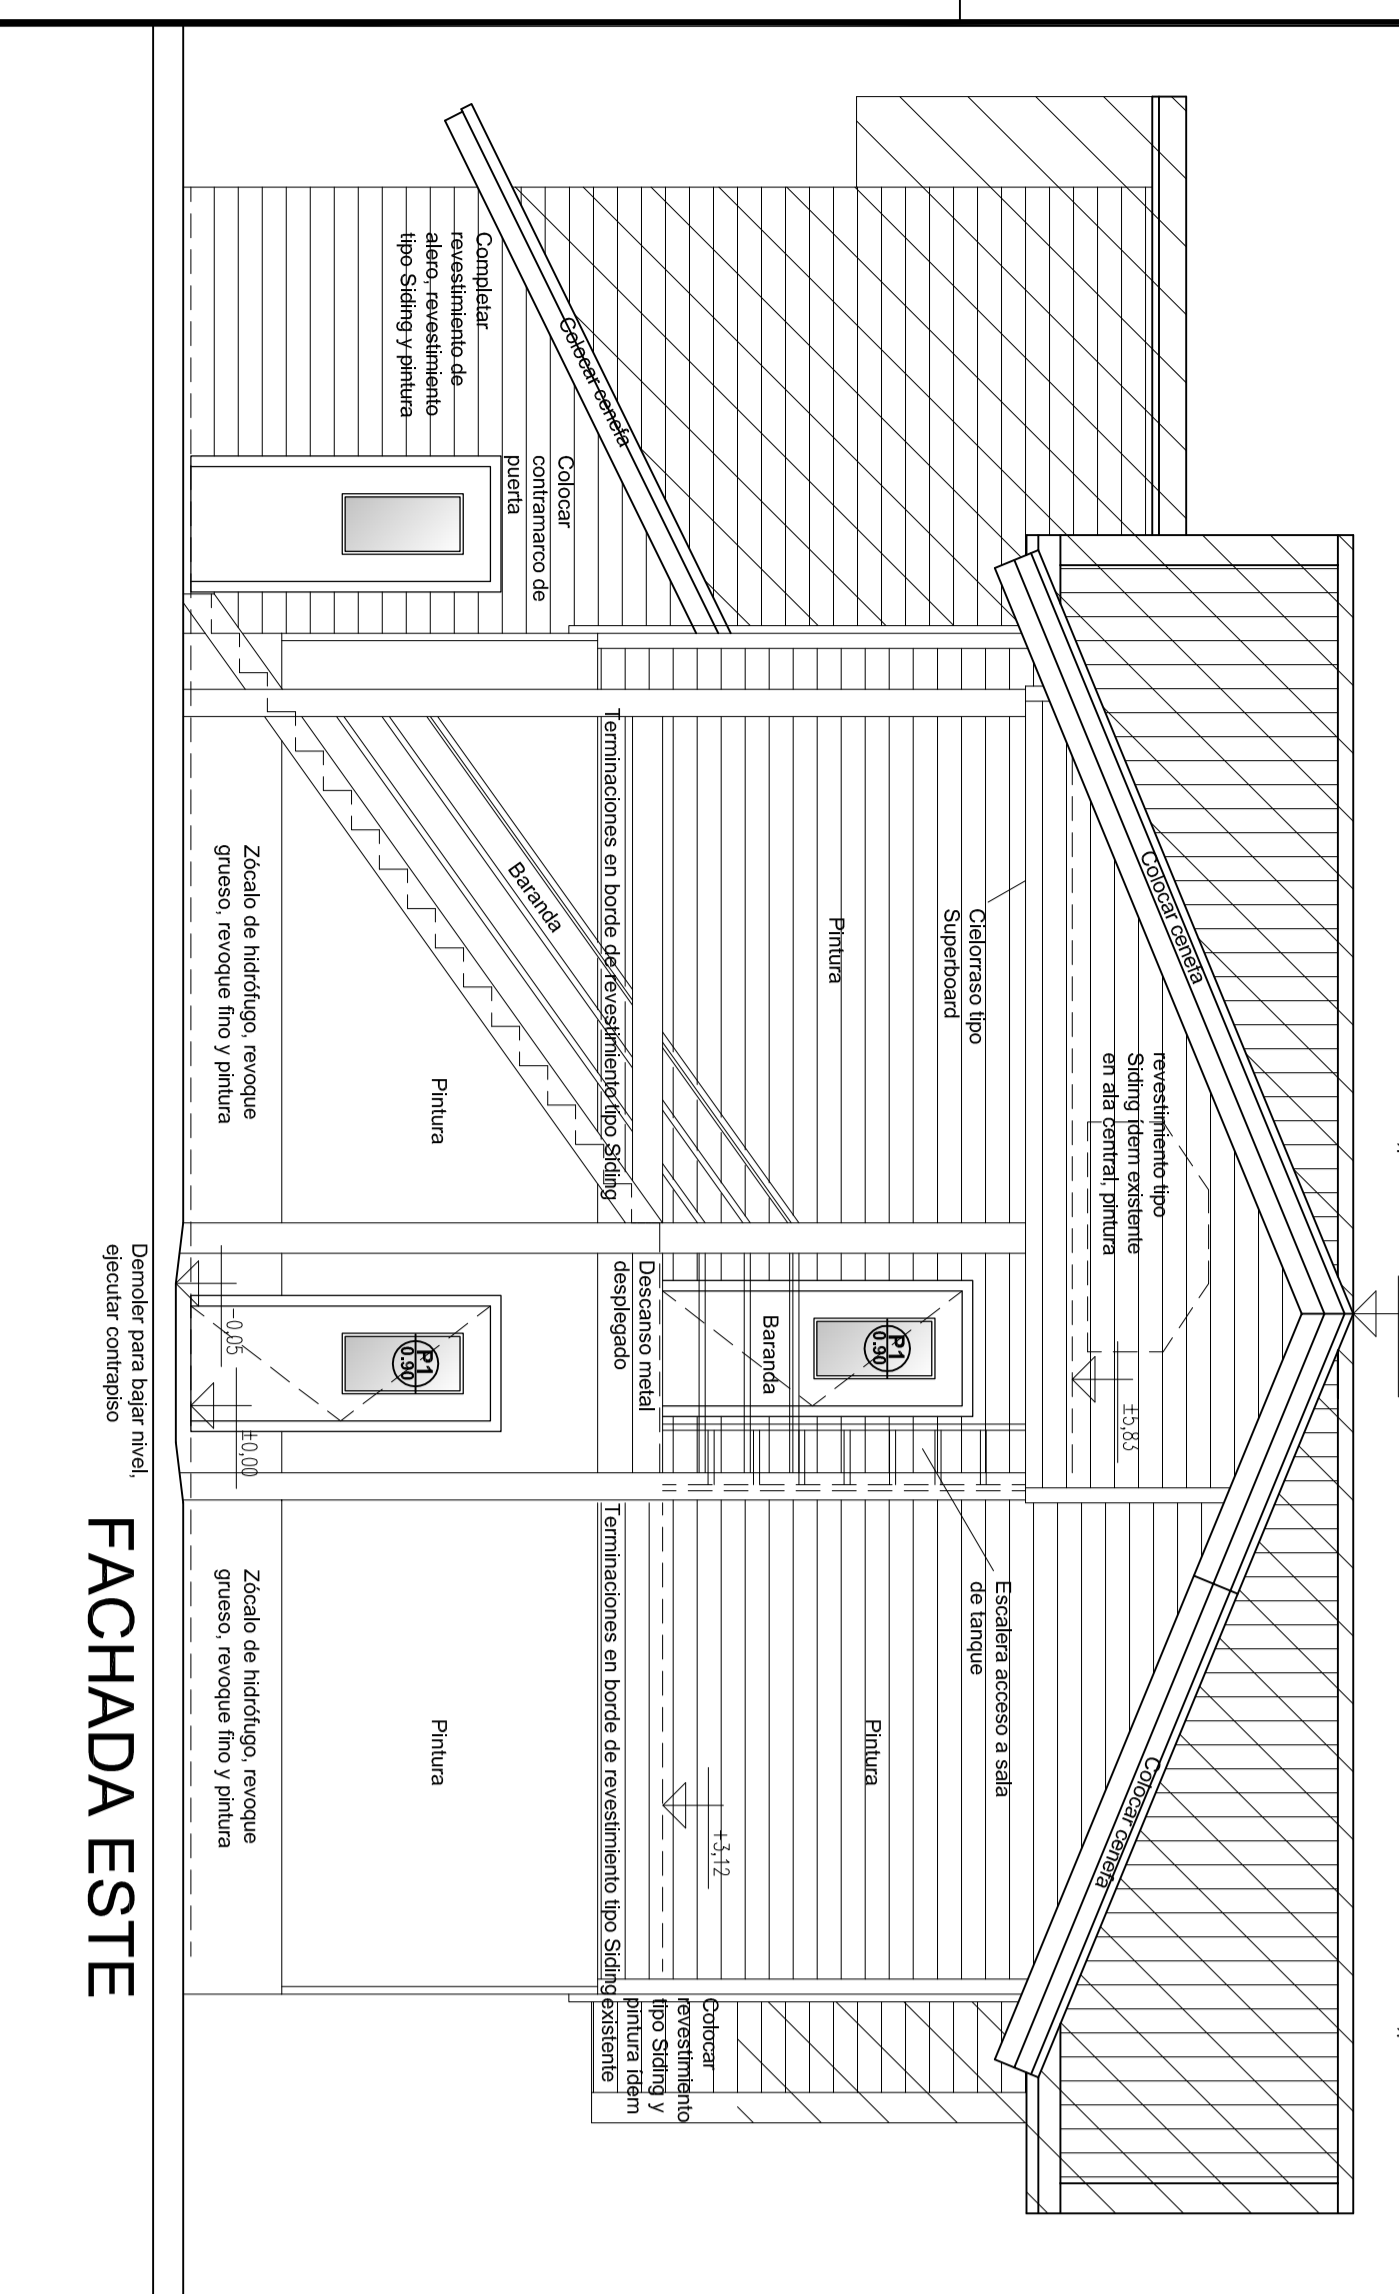 Colocar cenefa
Colocar cenefa
revestimiento tipo
Siding ídem existente
en ala central, pintura
±5,83
Colocar cenefa
Colocar cenefa
Completar
revestimiento de
alero, revestimiento
tipo Siding y pintura
Colocar
contramarco de
puerta
Cielorraso tipo
Superboard
Pintura
Escalera acceso a sala
de tanque
Pintura
P1
0.90
Baranda
+3,12
Colocar
revestimiento
tipo Siding y
pintura idem
existente
Terminaciones en borde de revestimiento tipo Siding
Descanso metal
desplegado
Terminaciones en borde de revestimiento tipo Siding
Baranda
Pintura
P1
0.90
Pintura
Zócalo de hidrófugo, revoque
grueso, revoque fino y pintura
-0,05
±0,00
Zócalo de hidrófugo, revoque
grueso, revoque fino y pintura
Demoler para bajar nivel,
ejecutar contrapiso
FACHADA ESTE